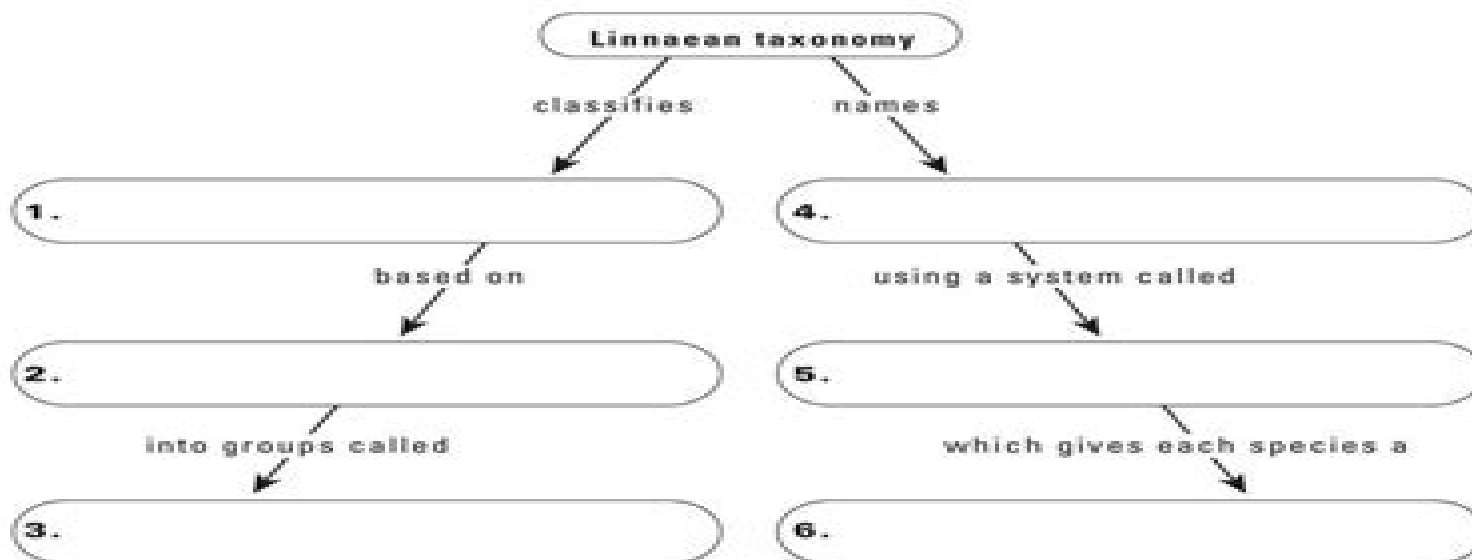 Linnaean taxonomy
classifies
names
1.
4.
based on
using a system called
2.
5.
into groups called
which gives each species a
3.
6.